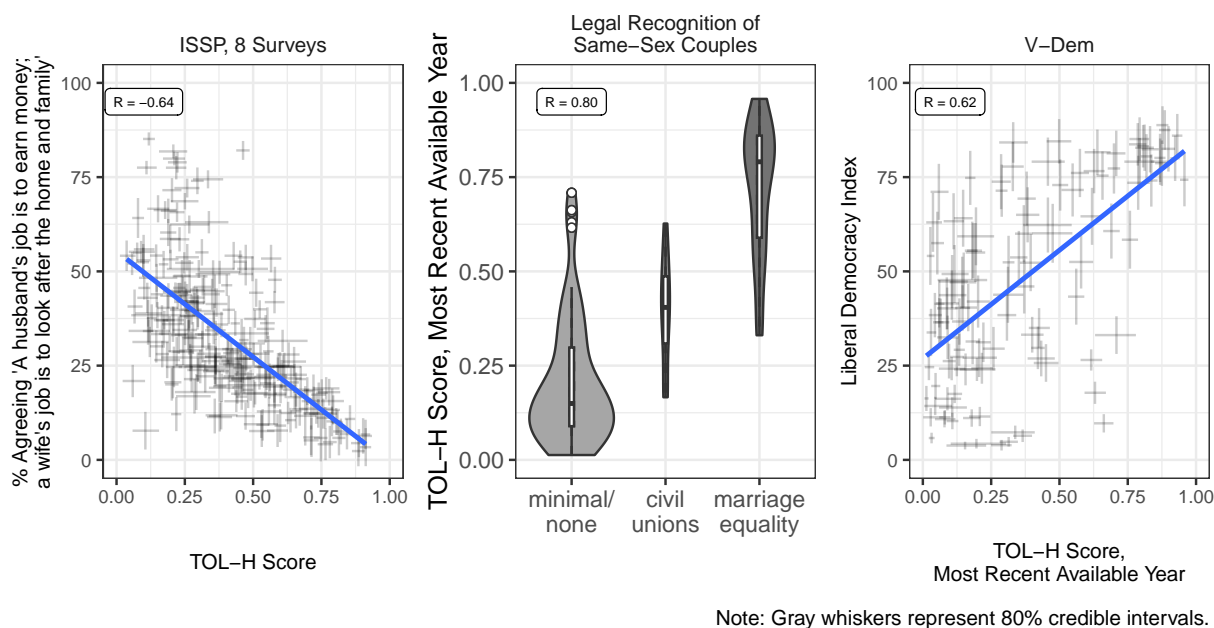 ISSP, 8 Surveys
% Agreeing 'A husband's job is to earn money;
a wife's job is to look after the home and family'
100
75
50
25
0
R = −0.64
0.00 0.25 0.50 0.75 1.00
TOL−H Score
Legal Recognition of
Same−Sex Couples
TOL−H Score, Most Recent Available Year
1.00
0.75
0.50
0.25
0.00
R = 0.80
minimal/
none
civil
unions
marriage
equality
V−Dem
Liberal Democracy Index
100
75
50
25
0
R = 0.62
0.00 0.25 0.50 0.75 1.00
TOL−H Score,
Most Recent Available Year
Note: Gray whiskers represent 80% credible intervals.